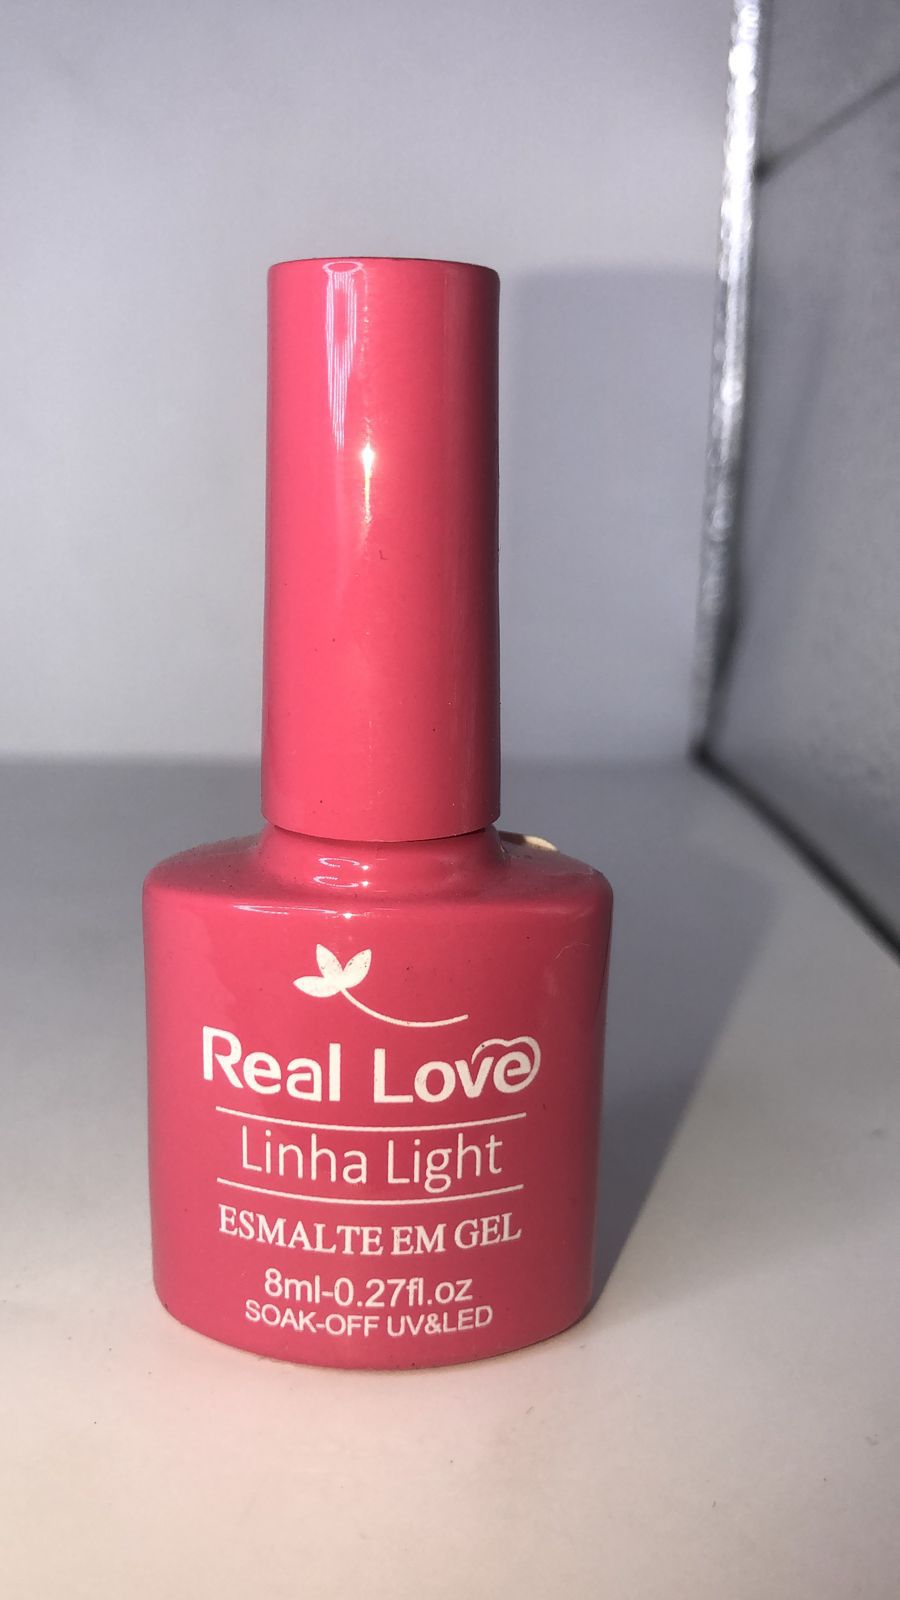 Real Love
Linha Light
ESMALTE EM GEL
8ml-0.27fl.oz
SOAK-OFF UV&LED